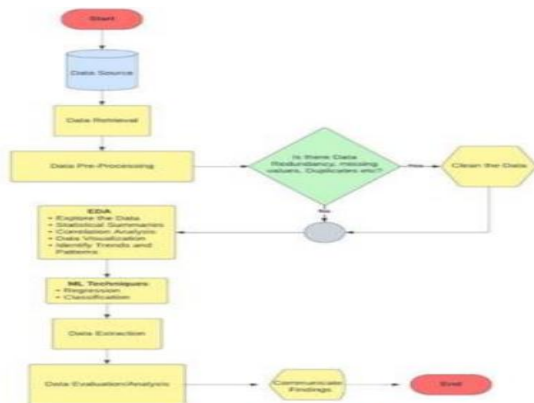 Start
Data Source
Data Retrieval
Data Pre-Processing
Is there Data
Redundancy, missing
values, Duplicates etc?
Yes
Clean the Data
No
EDA
• Explore the Data
• Statistical Summaries
• Correlation Analysis
• Data Visualization
• Identify Trends and
Patterns
ML Techniques
• Regression
• Classification
Data Extraction
Data Evaluation/Analysis
Communicate
Findings
End